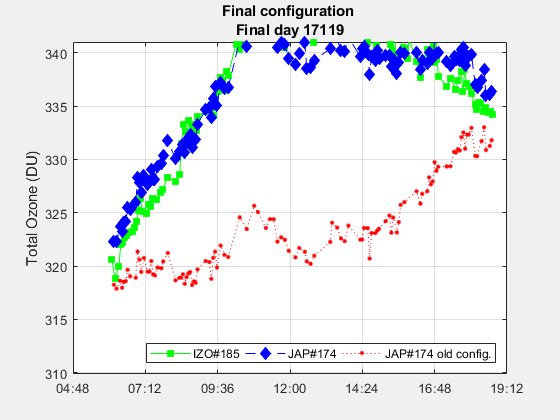 Final configuration
Final day 17119
340
335
330
325
320
315
310
Total Ozone (DU)
IZO#185 JAP#174 JAP#174 old config.
04:48 07:12 09:36 12:00 14:24 16:48 19:12